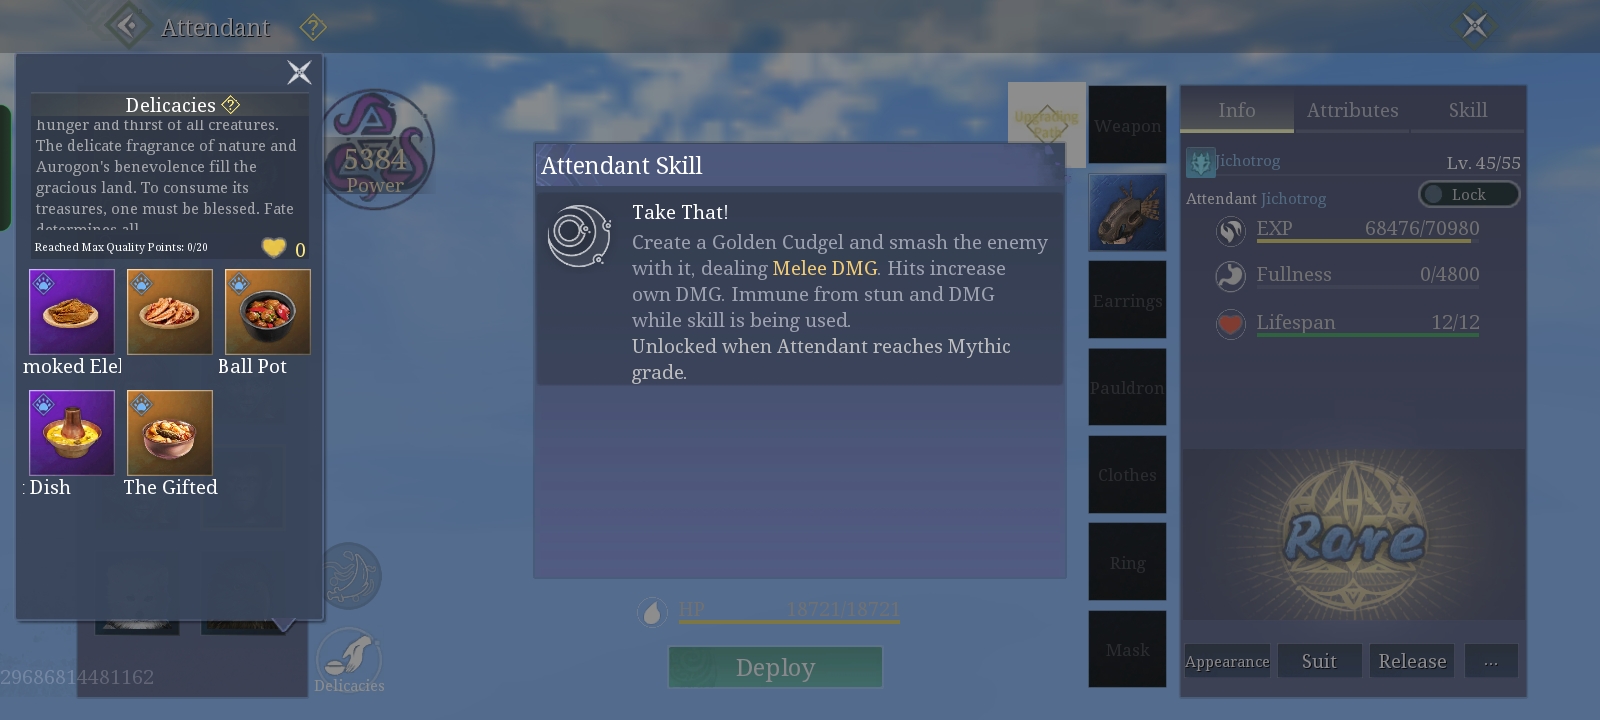 Attendant
Delicacies
hunger and thirst of all creatures.
The delicate fragrance of nature and
Aurogon's benevolence fill the
gracious land. To consume its
treasures, one must be blessed. Fate
determines all
Reached Max Quality Points: 0/20
0
moked Elel
Ball Pot
: Dish
The Gifted
5384
Power
Delicacies
29686814481162
Attendant Skill
Take That!
Create a Golden Cudgel and smash the enemy
with it, dealing Melee DMG. Hits increase
own DMG. Immune from stun and DMG
while skill is being used.
Unlocked when Attendant reaches Mythic
grade.
HP 18721/18721
Deploy
Upgrading
Path
Weapon
Earrings
Pauldron
Clothes
Ring
Mask
Info Attributes Skill
Jichotrog Lv. 45/55
Attendant Jichotrog Lock
EXP 68476/70980
Fullness 0/4800
Lifespan 12/12
Rare
Appearance Suit Release ...